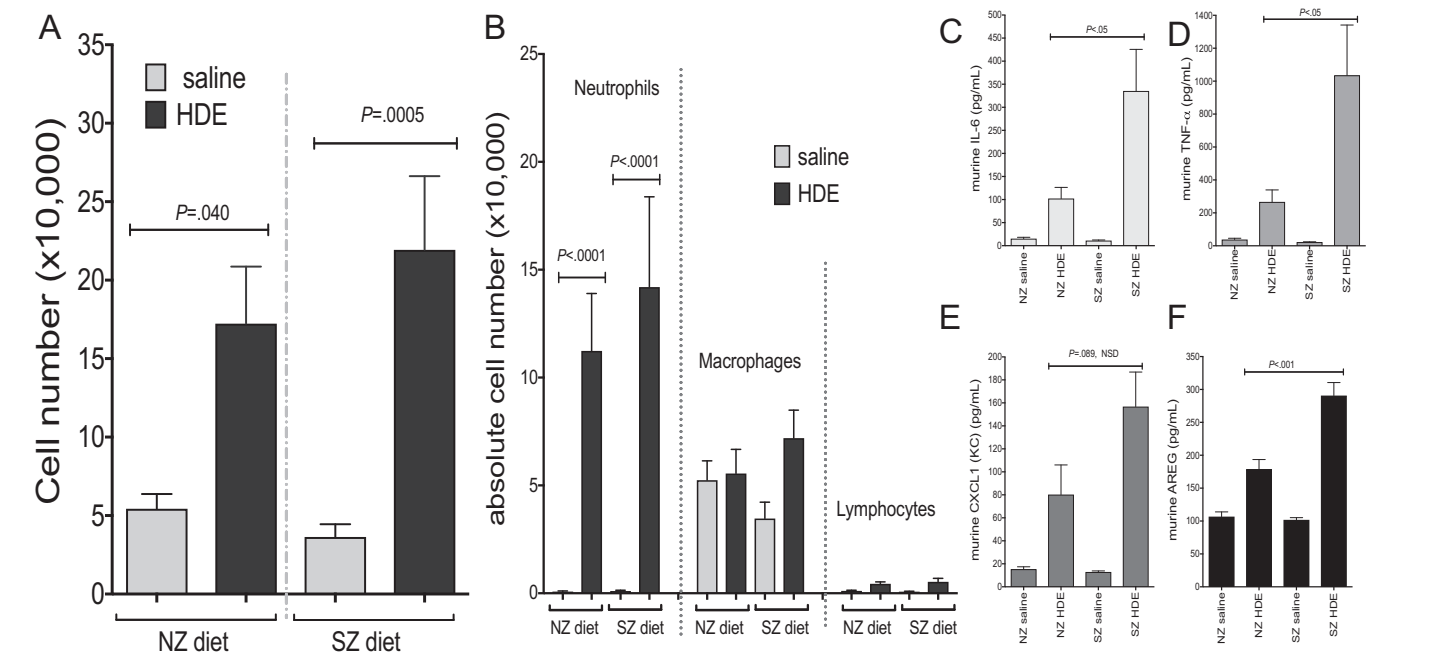 A
Cell number (x10,000)
35
30
25
20
15
10
5
0
saline
HDE
P=.040
P=.0005
NZ diet
SZ diet
B
absolute cell number (x10,000)
25
20
15
10
5
0
Neutrophils
P<.0001
P<.0001
saline
HDE
Macrophages
Lymphocytes
NZ diet
SZ diet
NZ diet
SZ diet
NZ diet
SZ diet
C
murine IL-6 (pg/mL)
500
450
400
350
300
250
200
150
100
50
0
P<.05
NZ saline
NZ HDE
SZ saline
SZ HDE
D
murine TNF-α (pg/mL)
1400
1200
1000
800
600
400
200
0
P<.05
NZ saline
NZ HDE
SZ saline
SZ HDE
E
murine CXCL1 (KC) (pg/mL)
200
180
160
140
120
100
80
60
40
20
0
P=.089, NSD
NZ saline
NZ HDE
SZ saline
SZ HDE
F
murine AREG (pg/mL)
350
300
250
200
150
100
50
0
P<.001
NZ saline
NZ HDE
SZ saline
SZ HDE